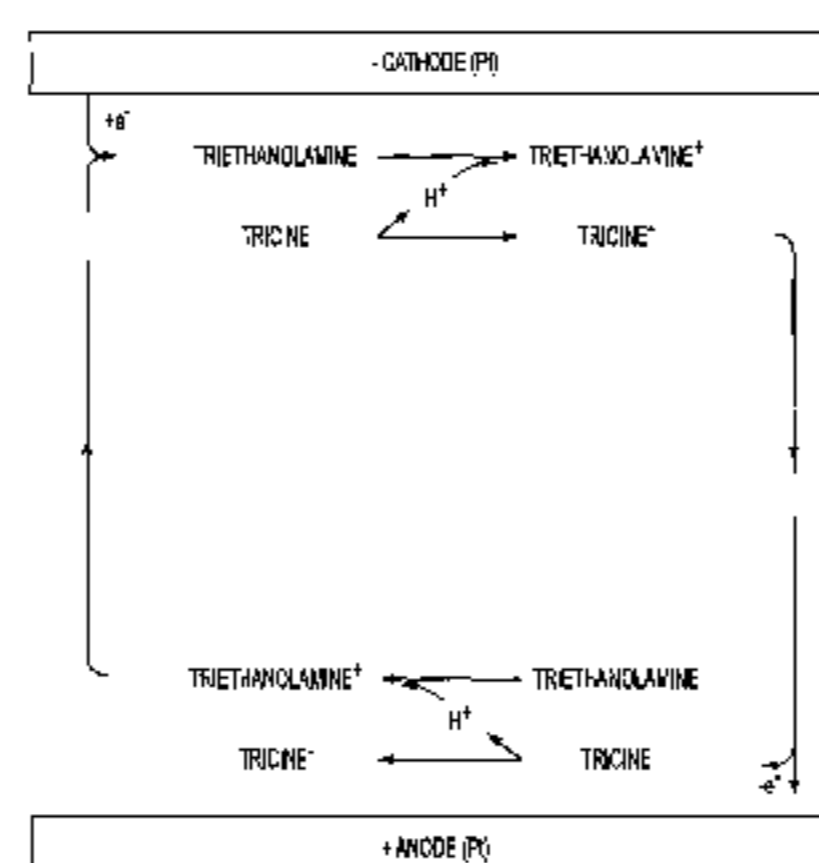 - CATHODE (Pt)
+e-
TRIETHANOLAMINE TRIETHANOLAMINE+
H+
TRICINE TRICINE-
TRIETHANOLAMINE+ TRIETHANOLAMINE
H+
TRICINE- TRICINE
-e-
+ ANODE (Pt)